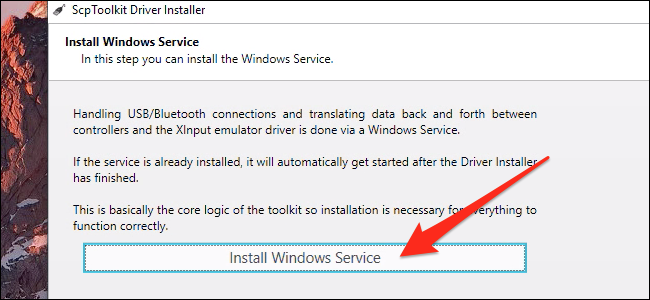 ScpToolkit Driver Installer
Install Windows Service
In this step you can install the Windows Service.
Handling USB/Bluetooth connections and translating data back and forth between
controllers and the XInput emulator driver is done via a Windows Service.
If the service is already installed, it will automatically get started after the Driver Installer
has finished.
This is basically the core logic of the toolkit so installation is necessary for everything to
function correctly.
Install Windows Service